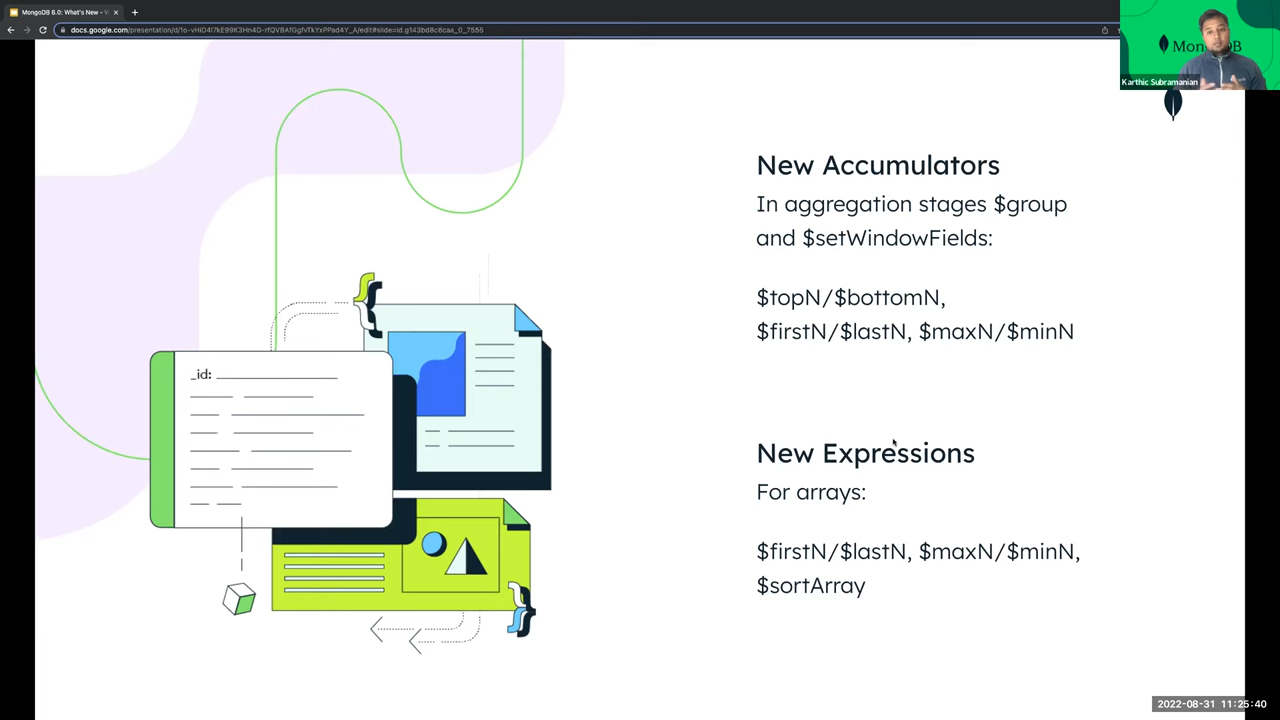 MongoDB 6.0: What's New -
docs.google.com/presentation/d/1o-vHiD4I7kE99K3Hn4D-rfQVBAfGgfvTkYxPPad4Y_A/edit#slide=id.g143bd8c6caa_0_7555
MongoDB
Karthic Subramanian
New Accumulators
In aggregation stages $group
and $setWindowFields:
$topN/$bottomN,
$firstN/$lastN, $maxN/$minN
_id:
New Expressions
For arrays:
$firstN/$lastN, $maxN/$minN,
$sortArray
2022-08-31 11:25:40